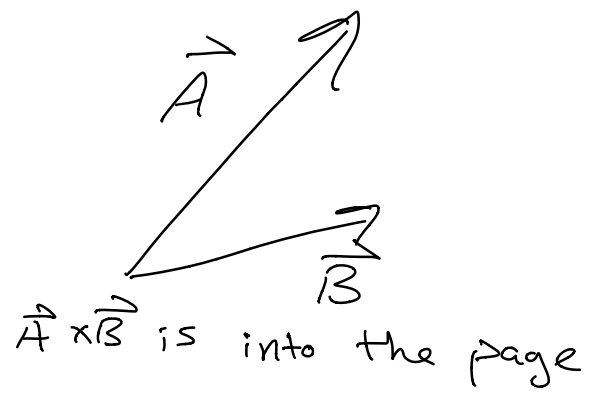 A⃗
B⃗
A⃗ × B⃗ is into the page